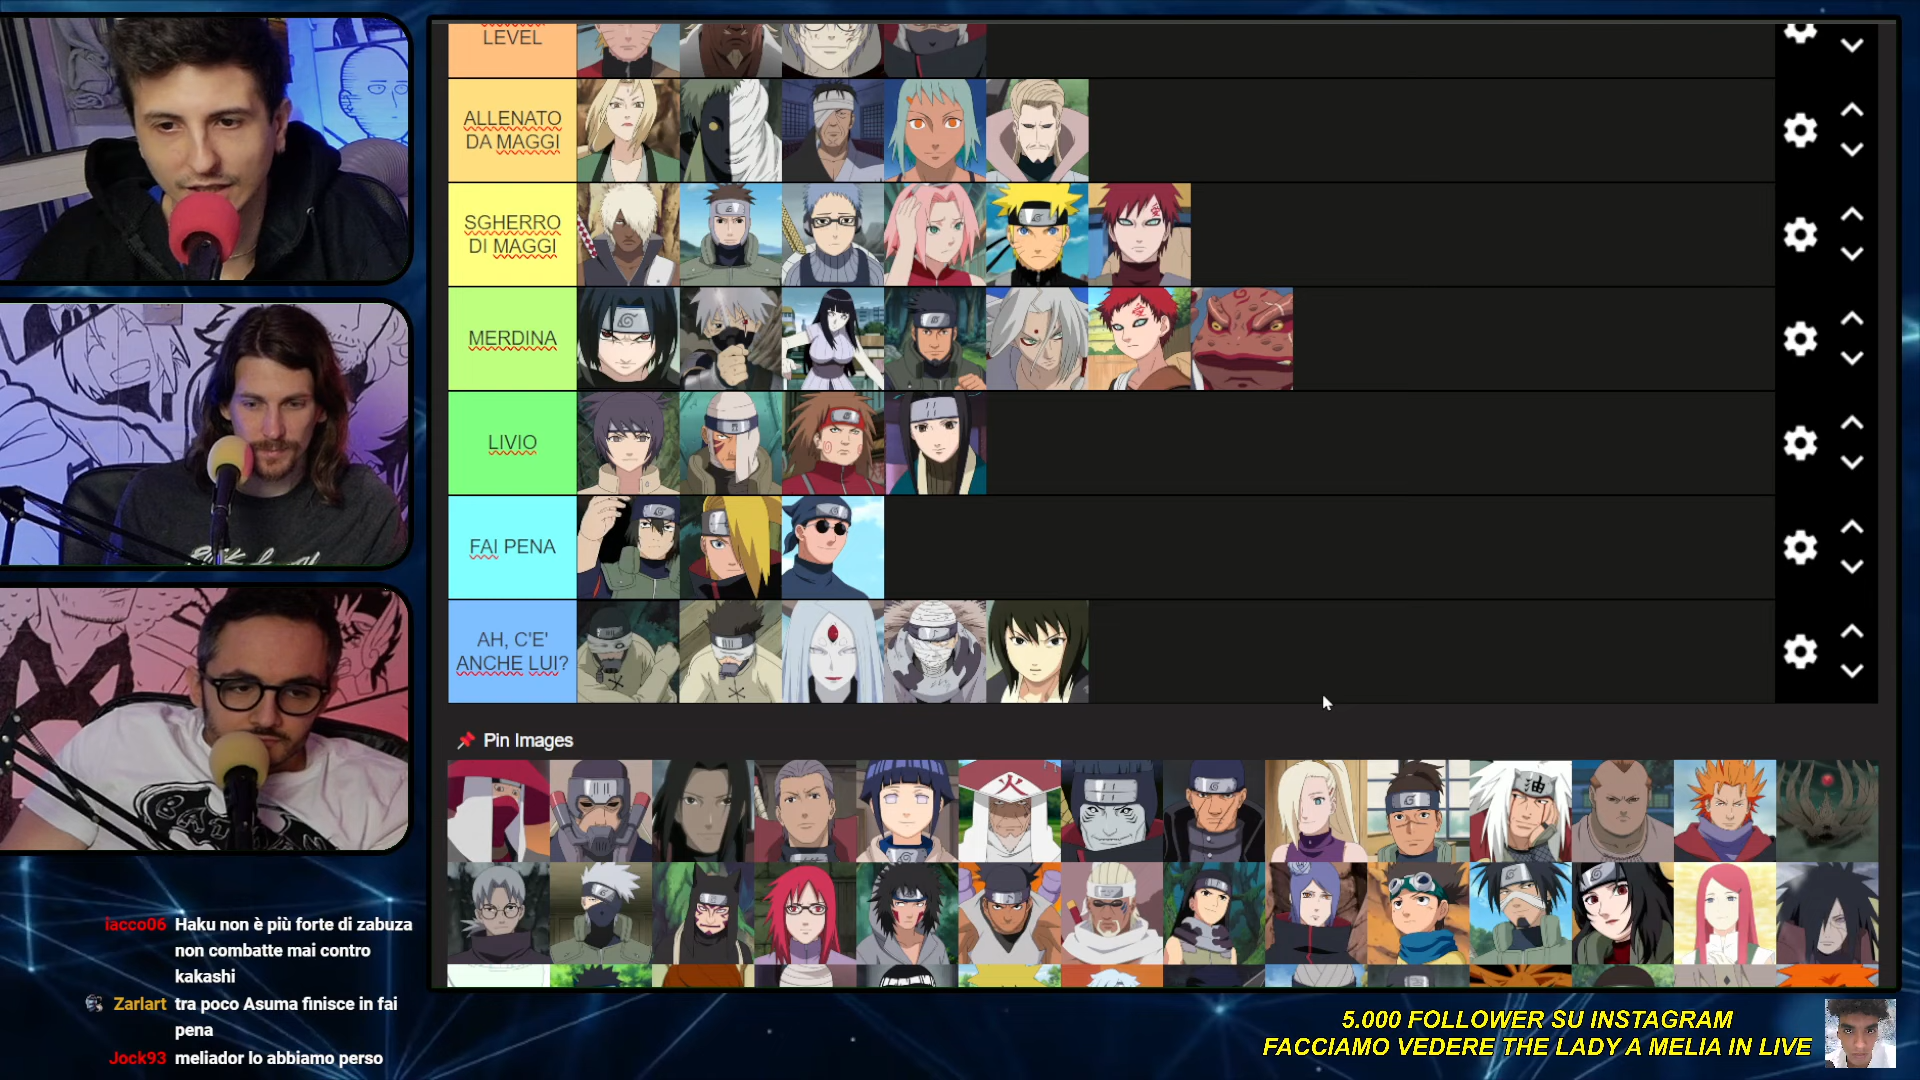 LEVEL
ALLENATO
DA MAGGI
SGHERRO
DI MAGGI
MERDINA
LIVIO
FAI PENA
AH, C'E'
ANCHE LUI?
Pin Images
iacco06 Haku non è più forte di zabuza
non combatte mai contro
kakashi
Zarlart tra poco Asuma finisce in fai
pena
Jock93 meliador lo abbiamo perso
5.000 FOLLOWER SU INSTAGRAM
FACCIAMO VEDERE THE LADY A MELIA IN LIVE